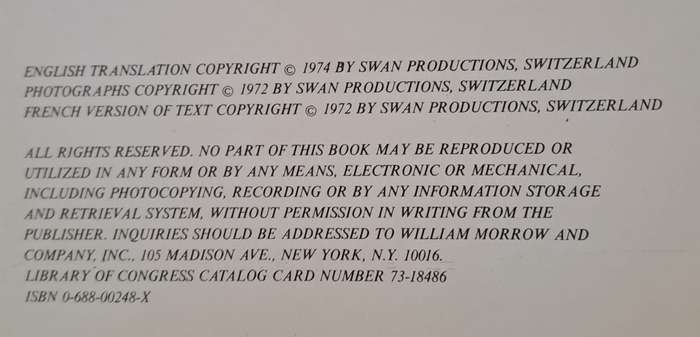 ENGLISH TRANSLATION COPYRIGHT © 1974 BY SWAN PRODUCTIONS, SWITZERLAND
PHOTOGRAPHS COPYRIGHT © 1972 BY SWAN PRODUCTIONS, SWITZERLAND
FRENCH VERSION OF TEXT COPYRIGHT © 1972 BY SWAN PRODUCTIONS, SWITZERLAND
ALL RIGHTS RESERVED. NO PART OF THIS BOOK MAY BE REPRODUCED OR
UTILIZED IN ANY FORM OR BY ANY MEANS, ELECTRONIC OR MECHANICAL,
INCLUDING PHOTOCOPYING, RECORDING OR BY ANY INFORMATION STORAGE
AND RETRIEVAL SYSTEM, WITHOUT PERMISSION IN WRITING FROM THE
PUBLISHER. INQUIRIES SHOULD BE ADDRESSED TO WILLIAM MORROW AND
COMPANY, INC., 105 MADISON AVE., NEW YORK, N.Y. 10016.
LIBRARY OF CONGRESS CATALOG CARD NUMBER 73-18486
ISBN 0-688-00248-X